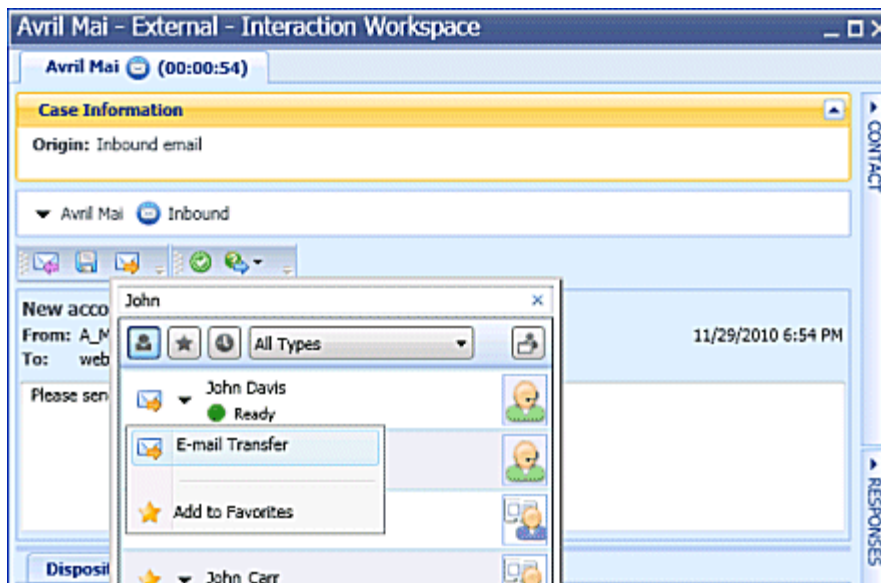 Avril Mai - External - Interaction Workspace
Avril Mai (00:00:54)
Case Information
Origin: Inbound email
Avril Mai Inbound
CONTACT
John
New acco
From: A_M
11/29/2010 6:54 PM
To: web
All Types
Please sen
John Davis
Ready
E-mail Transfer
Add to Favorites
RESPONSES
Disposit
John Carr